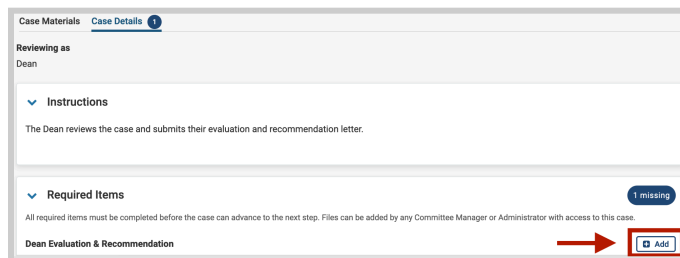 Case Materials Case Details 1
Reviewing as
Dean
Instructions
The Dean reviews the case and submits their evaluation and recommendation letter.
Required Items 1 missing
All required items must be completed before the case can advance to the next step. Files can be added by any Committee Manager or Administrator with access to this case.
Dean Evaluation & Recommendation Add